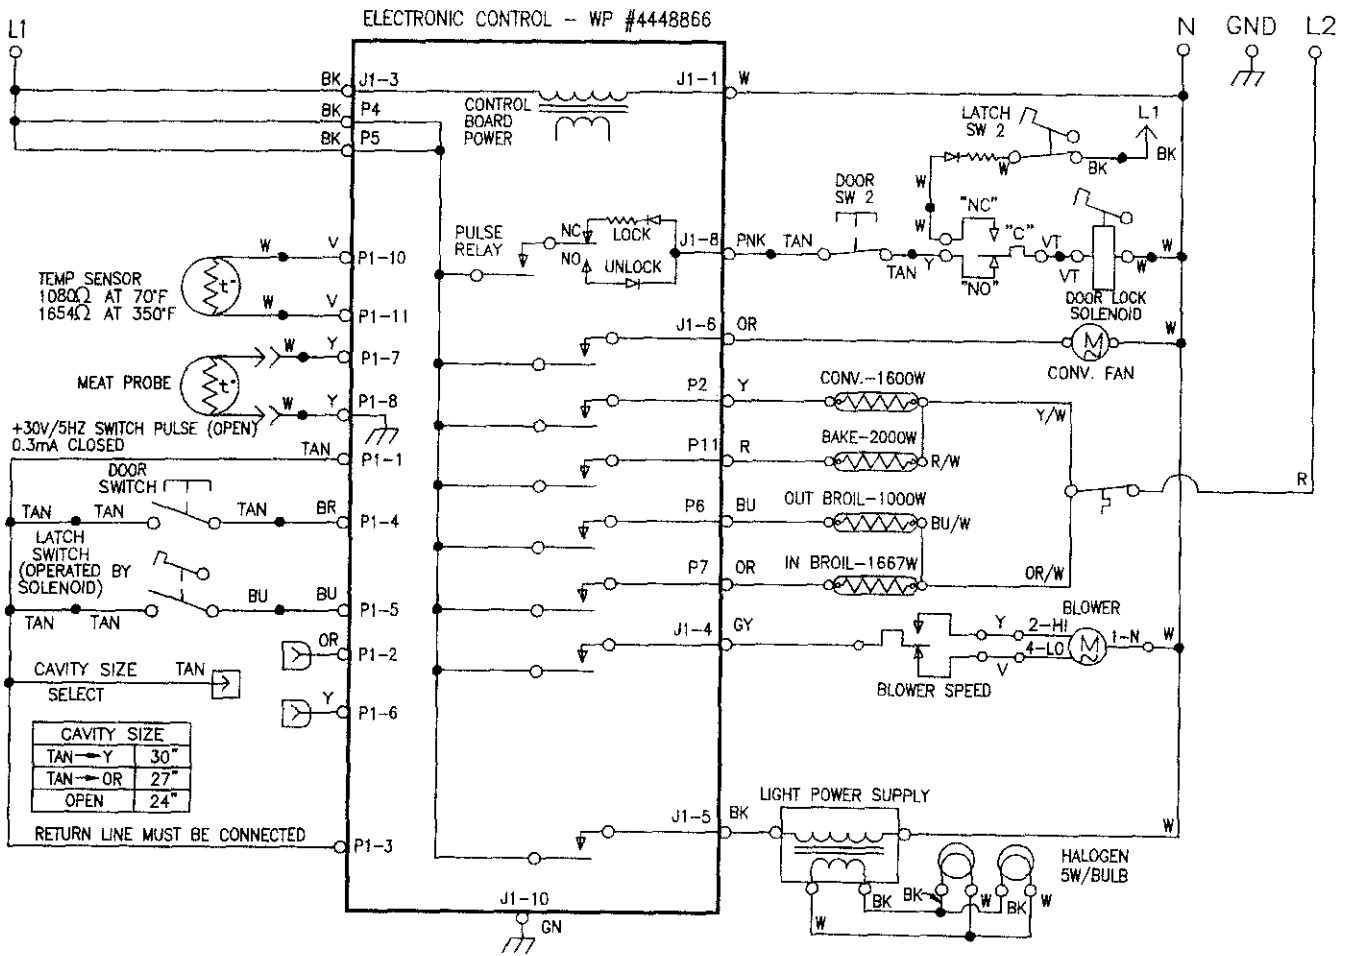 ELECTRONIC CONTROL - WP #4448866
L1
N GND L2
BK J1-3
J1-1 W
BK P4
CONTROL
BOARD
POWER
BK P5
LATCH
SW 2
L1
BK
W
BK
W
DOOR
SW 2
"NC"
W
"C"
PULSE
RELAY
NC
LOCK
NO
UNLOCK
J1-8 PNK TAN
TAN
Y
"NO"
VT
VT
W
W
DOOR LOCK
SOLENOID
W V
P1-10
TEMP SENSOR
1080Ω AT 70°F
1654Ω AT 350°F
t°
W V
P1-11
J1-6 OR
M
W
CONV. FAN
W Y
P1-7
MEAT PROBE
t°
W Y
P1-8
P2 Y
CONV.-1600W
Y/W
+30V/5HZ SWITCH PULSE (OPEN)
0.3mA CLOSED
TAN
P1-1
P11 R
BAKE-2000W
R/W
R
DOOR
SWITCH
TAN TAN TAN BR
P1-4
P6 BU
OUT BROIL-1000W
BU/W
LATCH
SWITCH
(OPERATED BY
SOLENOID)
TAN TAN BU BU
P1-5
P7 OR
IN BROIL-1667W
OR/W
OR
P1-2
J1-4 GY
BLOWER
Y 2-HI
V 4-LO
M
1-N W
BLOWER SPEED
CAVITY SIZE TAN
SELECT
Y
P1-6
CAVITY SIZE
TAN→Y 30"
TAN→OR 27"
OPEN 24"
RETURN LINE MUST BE CONNECTED
P1-3
J1-5 BK
LIGHT POWER SUPPLY
W
HALOGEN
5W/BULB
W
BK
BK
W
BK
W
J1-10
GN